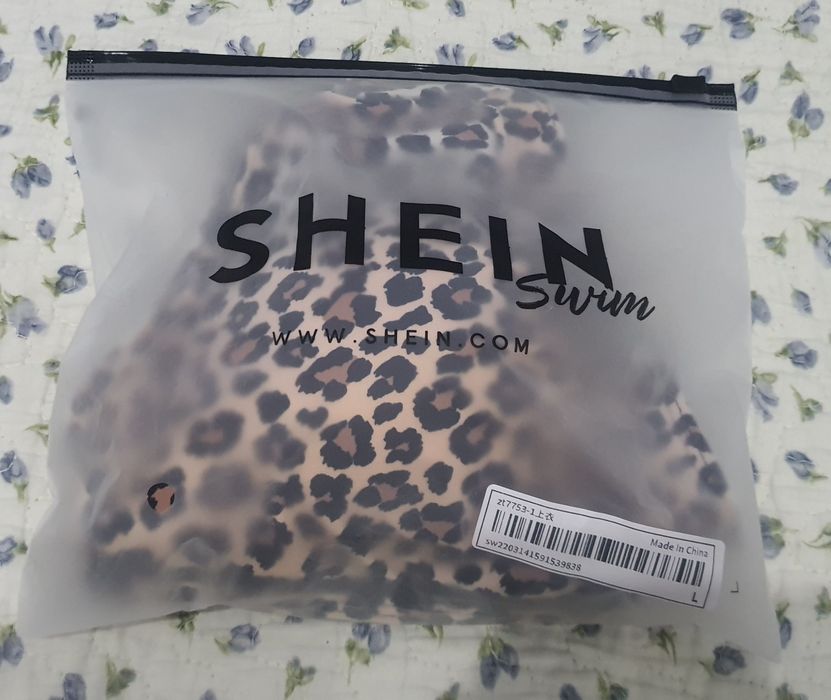 SHEIN
Swim
WWW.SHEIN.COM
zt7753-1上衣
Made In China
sw2203141591539838
L
L